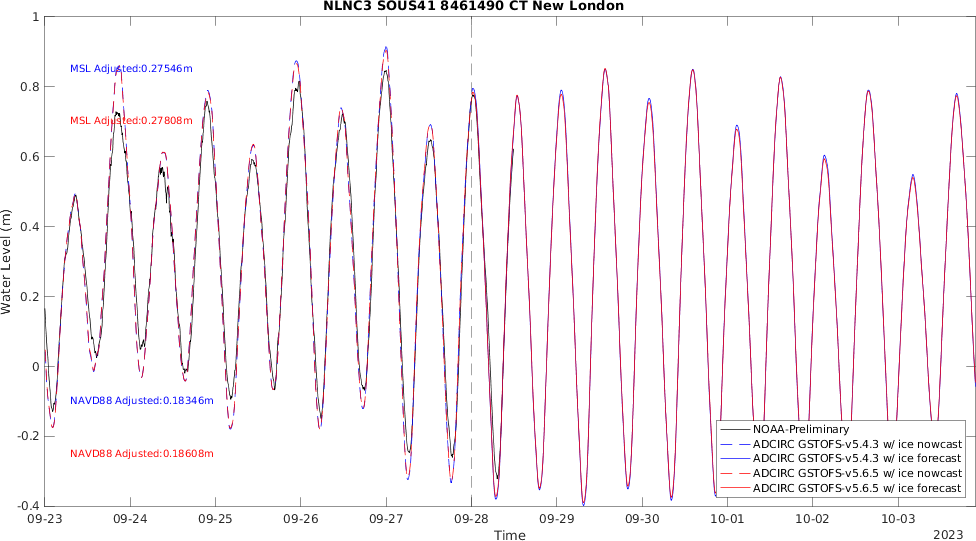 NLNC3 SOUS41 8461490 CT New London
1
0.8
0.6
0.4
0.2
0
-0.2
-0.4
Water Level (m)
MSL Adjusted:0.27546m
MSL Adjusted:0.27808m
NAVD88 Adjusted:0.18346m
NAVD88 Adjusted:0.18608m
NOAA-Preliminary
ADCIRC GSTOFS-v5.4.3 w/ ice nowcast
ADCIRC GSTOFS-v5.4.3 w/ ice forecast
ADCIRC GSTOFS-v5.6.5 w/ ice nowcast
ADCIRC GSTOFS-v5.6.5 w/ ice forecast
09-23 09-24 09-25 09-26 09-27 09-28 09-29 09-30 10-01 10-02 10-03
Time
2023